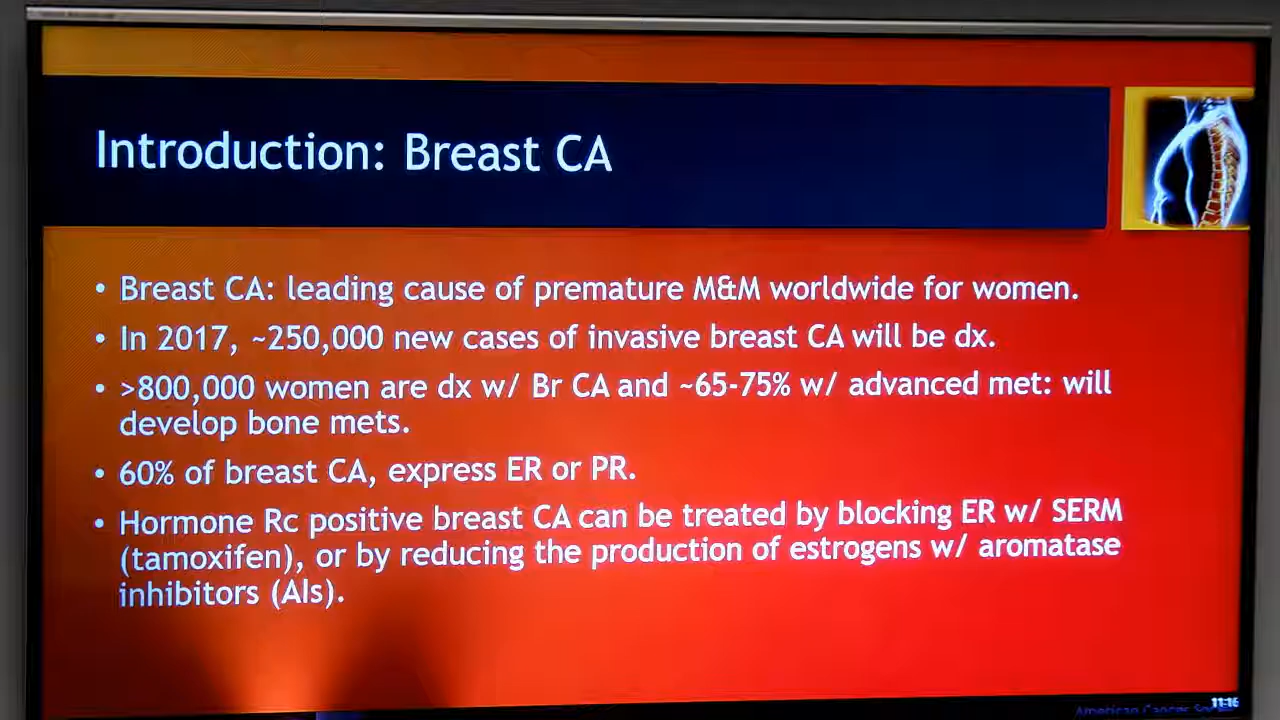 Introduction: Breast CA
• Breast CA: leading cause of premature M&M worldwide for women.
• In 2017, ~250,000 new cases of invasive breast CA will be dx.
• >800,000 women are dx w/ Br CA and ~65-75% w/ advanced met: will
develop bone mets.
• 60% of breast CA, express ER or PR.
• Hormone Rc positive breast CA can be treated by blocking ER w/ SERM
(tamoxifen), or by reducing the production of estrogens w/ aromatase
inhibitors (AIs).
American Cancer
11:16